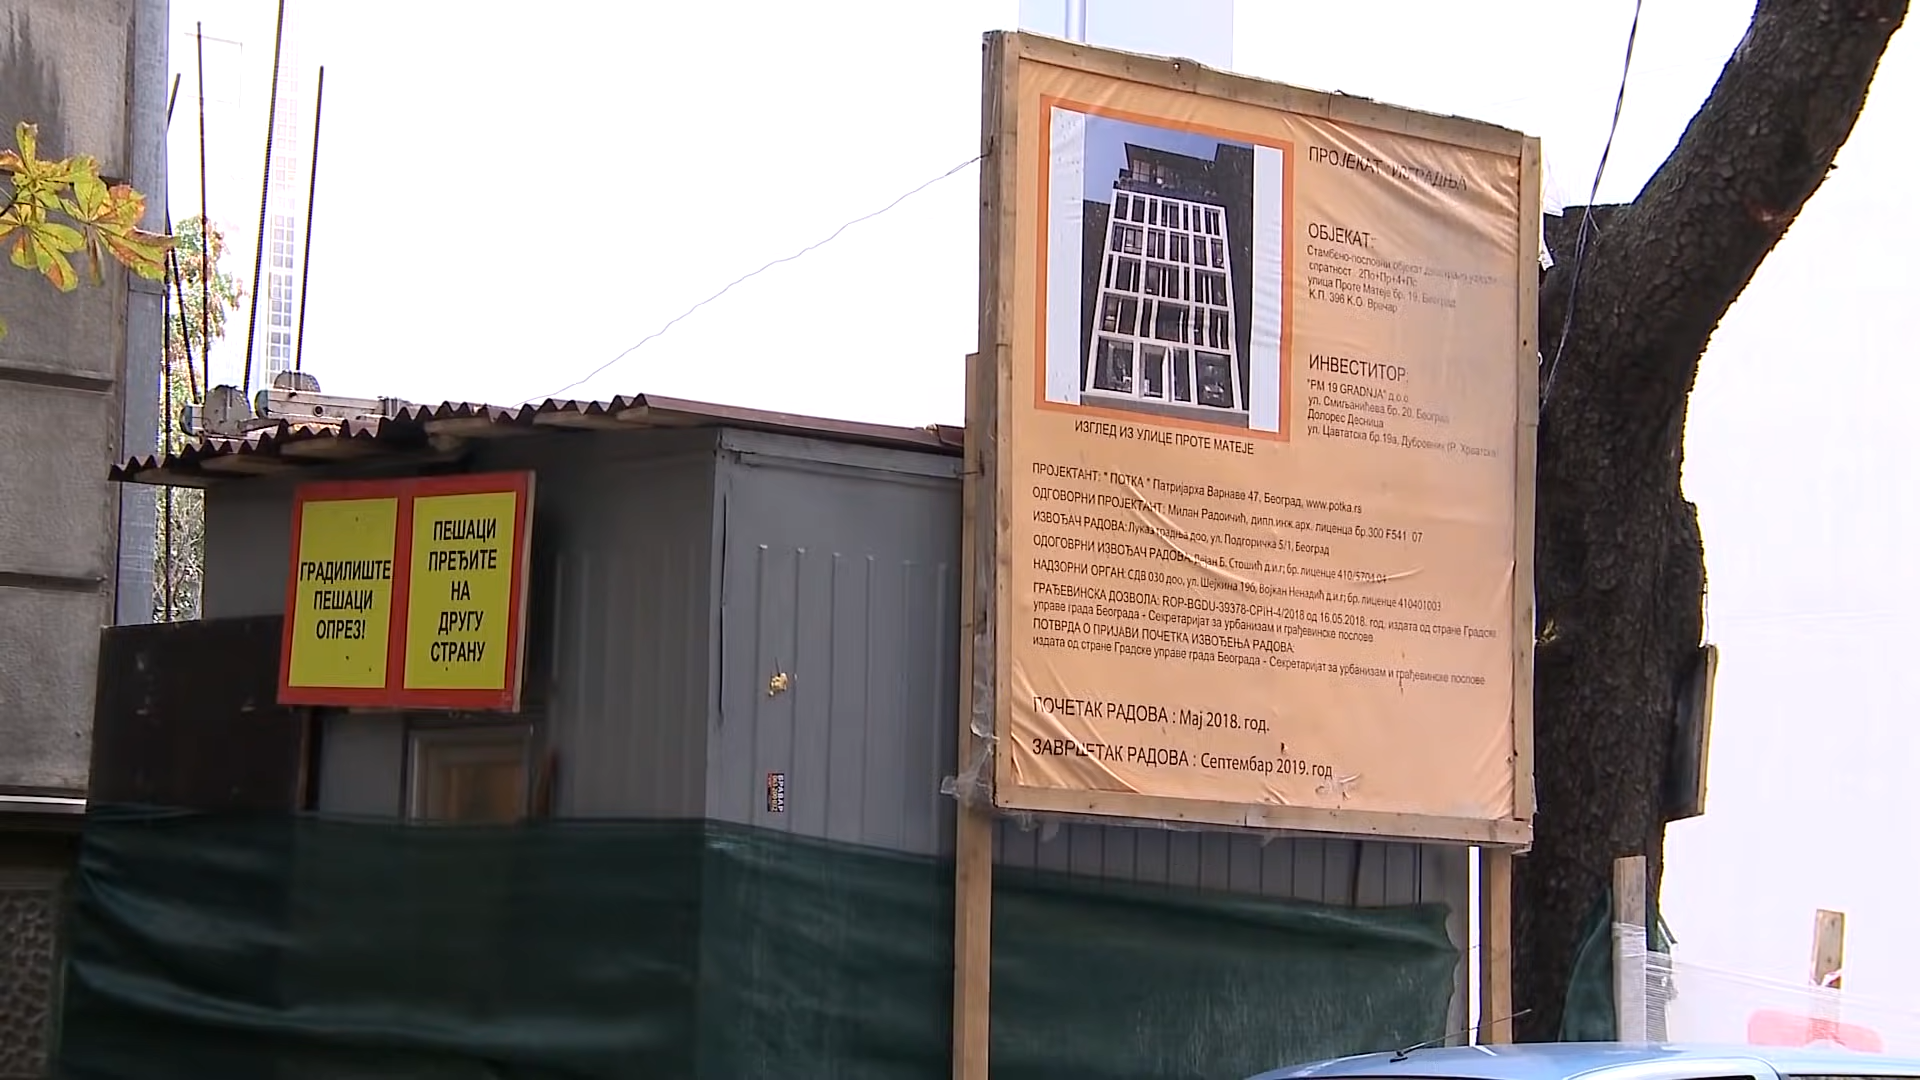 ГРАДИЛИШТЕ
ПЕШАЦИ
ОПРЕЗ!
ПЕШАЦИ
ПРЕЂИТЕ
НА
ДРУГУ
СТРАНУ
БРАВАР
ПРОЈЕКАТ : ИЗГРАДЊА
ОБЈЕКАТ:
Стамбено-пословни објекат
спратност : 2По+Пр+4+Пс
улица Проте Матеје бр. 19, Београд
К.П. 396 К.О. Врачар
ИНВЕСТИТОР:
"PM 19 GRADNJA" д.о.о.
ул. Смиљанићева бр. 20, Београд
Долорес Десница
ул. Цавтатска бр.19а, Дубровник (Р. Хрватска)
ИЗГЛЕД ИЗ УЛИЦЕ ПРОТЕ МАТЕЈЕ
ПРОЈЕКТАНТ: " ПОТКА " Патријарха Варнаве 47, Београд, www.potka.rs
ОДГОВОРНИ ПРОЈЕКТАНТ: Милан Радоичић, дипл.инж.арх. лиценца бр.300 F541 07
ИЗВОЂАЧ РАДОВА: Луказ градња доо, ул. Подгоричка 5/1, Београд
ОДОГОВРНИ ИЗВОЂАЧ РАДОВА: Дејан Б. Стошић д.и.г; бр. лиценце 410/5704 04
НАДЗОРНИ ОРГАН: СДВ 030 доо, ул. Шејкина 196, Војкан Ненадић д.и.г; бр. лиценце 410401003
ГРАЂЕВИНСКА ДОЗВОЛА: ROP-BGDU-39378-CPIH-4/2018 од 16.05.2018. год, издата од стране Градске
управе града Београда - Секретаријат за урбанизам и грађевинске послове
ПОТВРДА О ПРИЈАВИ ПОЧЕТКА ИЗВОЂЕЊА РАДОВА:
издата од стране Градске управе града Београда - Секретаријат за урбанизам и грађевинске послове
ПОЧЕТАК РАДОВА : Мај 2018. год.
ЗАВРШЕТАК РАДОВА : Септембар 2019. год